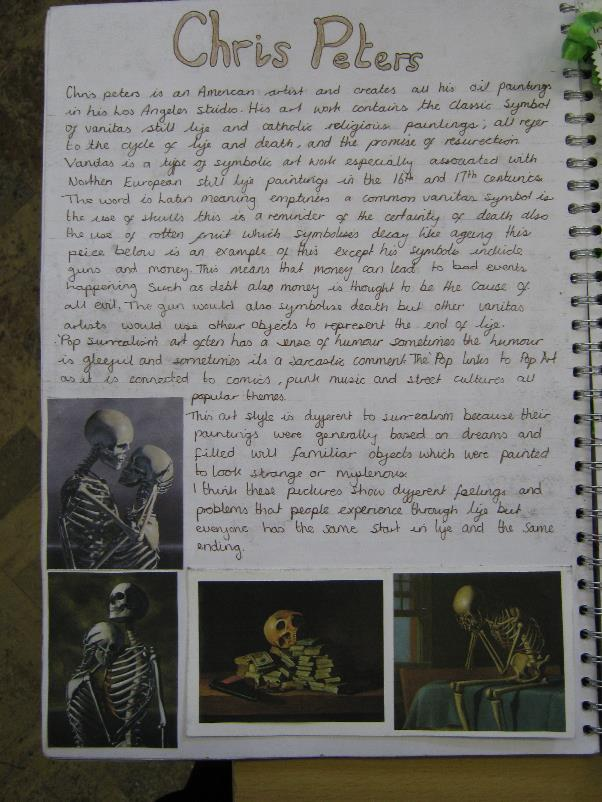 Chris Peters
Chris peters is an American artist and creates all his oil paintings
in his Los Angeles studio. His art work contains the classic symbol
of vanitas still life and catholic religious paintings; all refer
to the cycle of life and death, and the promise of resurection.
Vanitas is a type of symbolic art work especially associated with
Northen European still life paintings in the 16th and 17th centuries.
The word is Latin meaning emptiness a common vanitas symbol is
the use of skulls this is a reminder of the certainty of death also
the use of rotten fruit which symbolises decay like ageing this
peice below is an example of this except his symbols include
guns and money. This means that money can lead to bad events
happening such as debt also money is thought to be the cause of
all evil. The gun would also symbolise death but other vanitas
artists would use other objects to represent the end of life.
'Pop surrealism' art often has a sense of humour sometimes the humour
is gleeful and sometimes its a sarcastic comment. The 'Pop' links to Pop Art
as it is connected to comics, punk music and street cultures all
popular themes.
This art style is different to surrealism because their
paintings were generally based on dreams and
filled will familiar objects which were painted
to look strange or misterious.
I think these pictures show different feelings and
problems that people experience through life but
everyone has the same start in life and the same
ending.